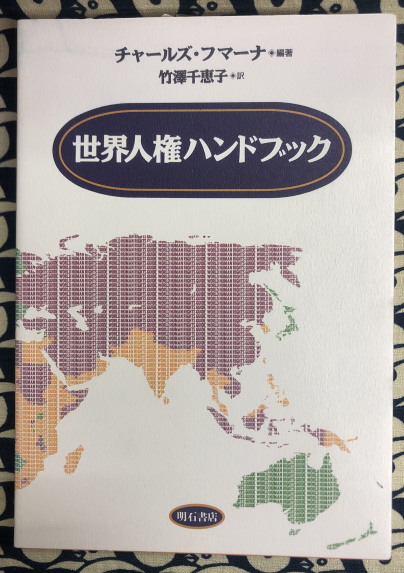 チャールズ・フマーナ◉編著
竹澤千恵子◉訳
世界人権ハンドブック
明石書店